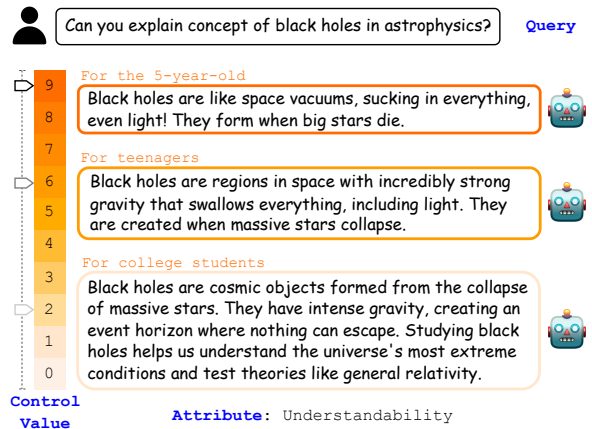 Can you explain concept of black holes in astrophysics?
Query
For the 5-year-old
9
Black holes are like space vacuums, sucking in everything,
8
even light! They form when big stars die.
7
For teenagers
6
Black holes are regions in space with incredibly strong
5
gravity that swallows everything, including light. They
are created when massive stars collapse.
4
For college students
3
Black holes are cosmic objects formed from the collapse
2
of massive stars. They have intense gravity, creating an
1
event horizon where nothing can escape. Studying black
holes helps us understand the universe's most extreme
0
conditions and test theories like general relativity.
Control
Value
Attribute: Understandability